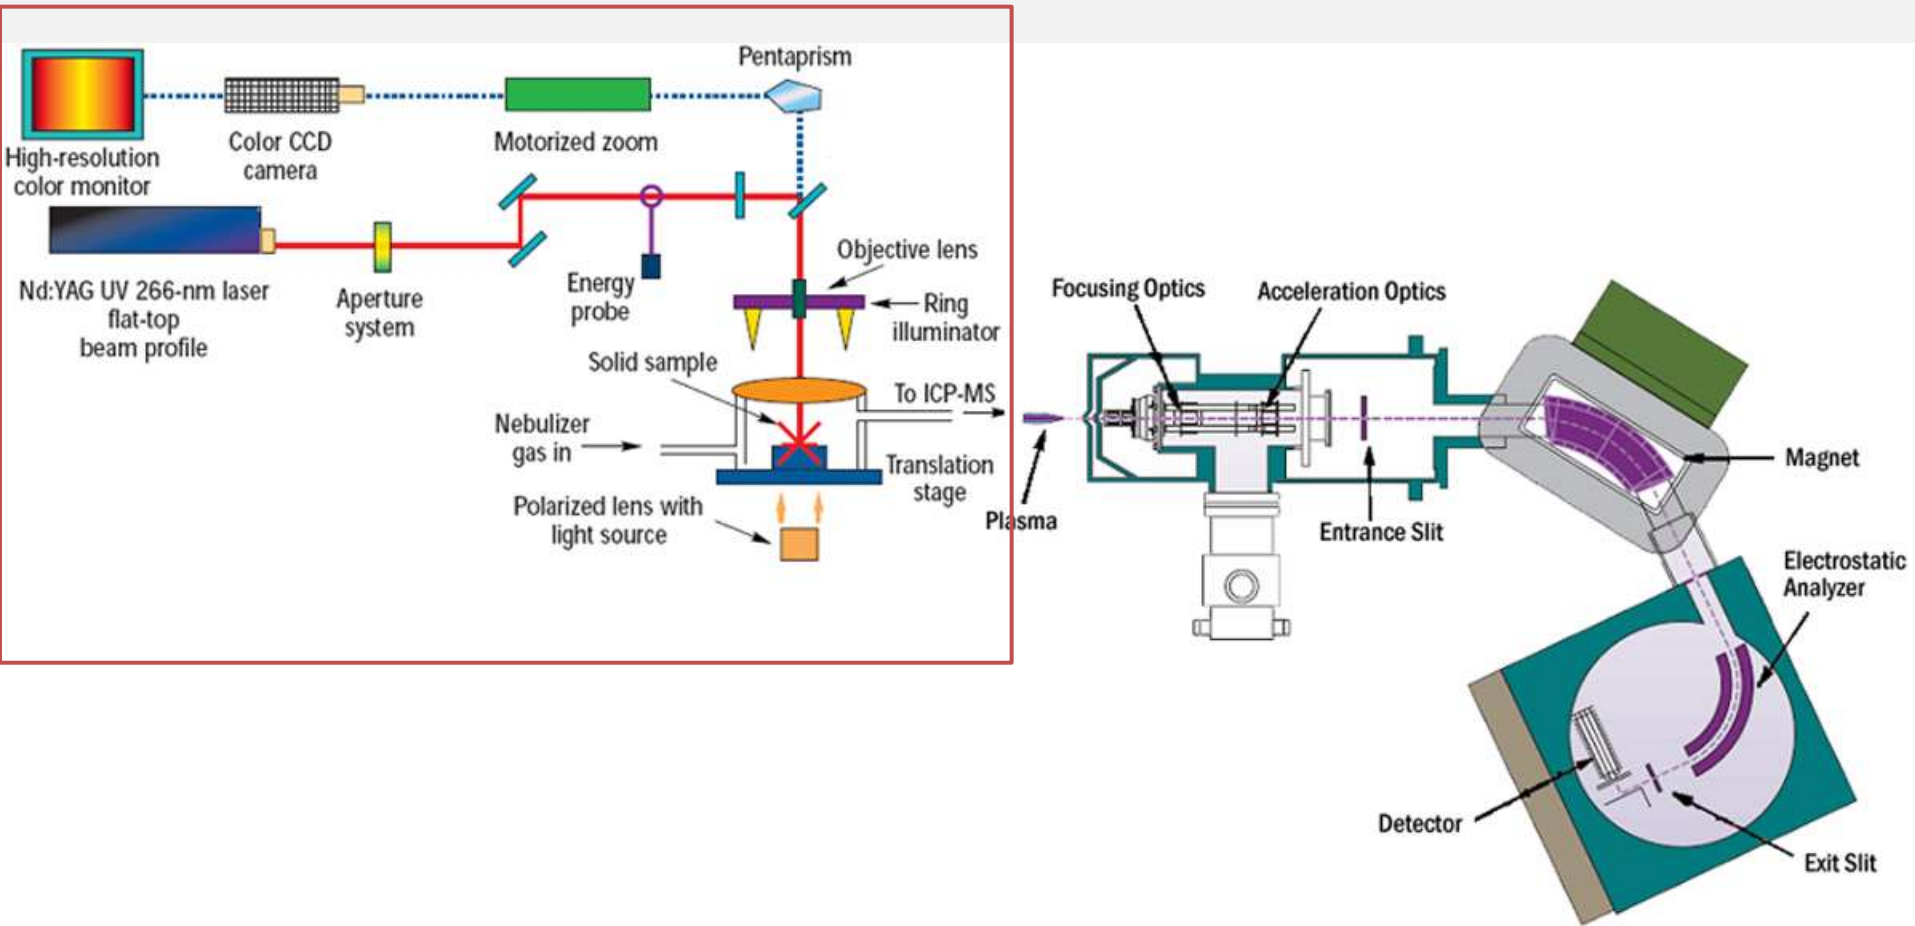 Pentaprism
High-resolution
color monitor
Color CCD
camera
Motorized zoom
Nd:YAG UV 266-nm laser
flat-top
beam profile
Aperture
system
Energy
probe
Objective lens
Ring
illuminator
Solid sample
To ICP-MS
Nebulizer
gas in
Translation
stage
Polarized lens with
light source
Focusing Optics
Acceleration Optics
Plasma
Entrance Slit
Magnet
Electrostatic
Analyzer
Detector
Exit Slit